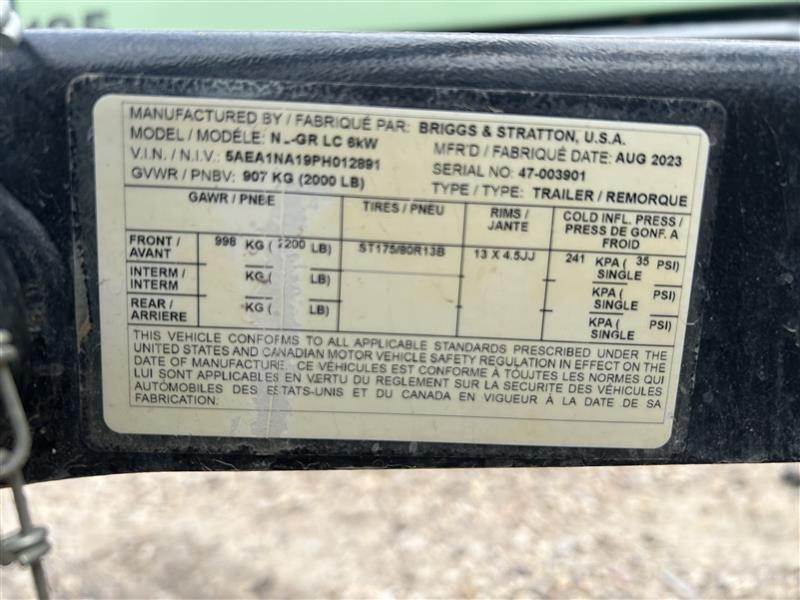 MANUFACTURED BY / FABRIQUÉ PAR: BRIGGS & STRATTON, U.S.A.
MODEL / MODÈLE: GR LC 6kW MFR'D / FABRIQUÉ DATE: AUG 2023
V.I.N. / N.I.V.: 5AEA1NA19PH012891 SERIAL NO: 47-003901
GVWR / PNBV: 907 KG (2000 LB) TYPE / TYPE: TRAILER / REMORQUE
GAWR / PNBE TIRES / PNEU RIMS / JANTE COLD INFL. PRESS / PRESS DE GONF. A FROID
FRONT / AVANT 998 KG ( 200 LB) ST175/80R13B 13 X 4.5JJ 241 KPA ( 35 PSI) SINGLE
INTERM / INTERM KG ( LB) KPA ( PSI) SINGLE
REAR / ARRIERE KG ( LB) KPA ( PSI) SINGLE
THIS VEHICLE CONFORMS TO ALL APPLICABLE STANDARDS PRESCRIBED UNDER THE
UNITED STATES AND CANADIAN MOTOR VEHICLE SAFETY REGULATION IN EFFECT ON THE
DATE OF MANUFACTURE. CE VÉHICULES EST CONFORME À TOUTES LES NORMES QUI
LUI SONT APPLICABLES EN VERTU DU REGLEMENT SUR LA SECURITE DES VÉHICULES
AUTOMOBILES DES ETATS-UNIS ET DU CANADA EN VIGUEUR À LA DATE DE SA
FABRICATION.